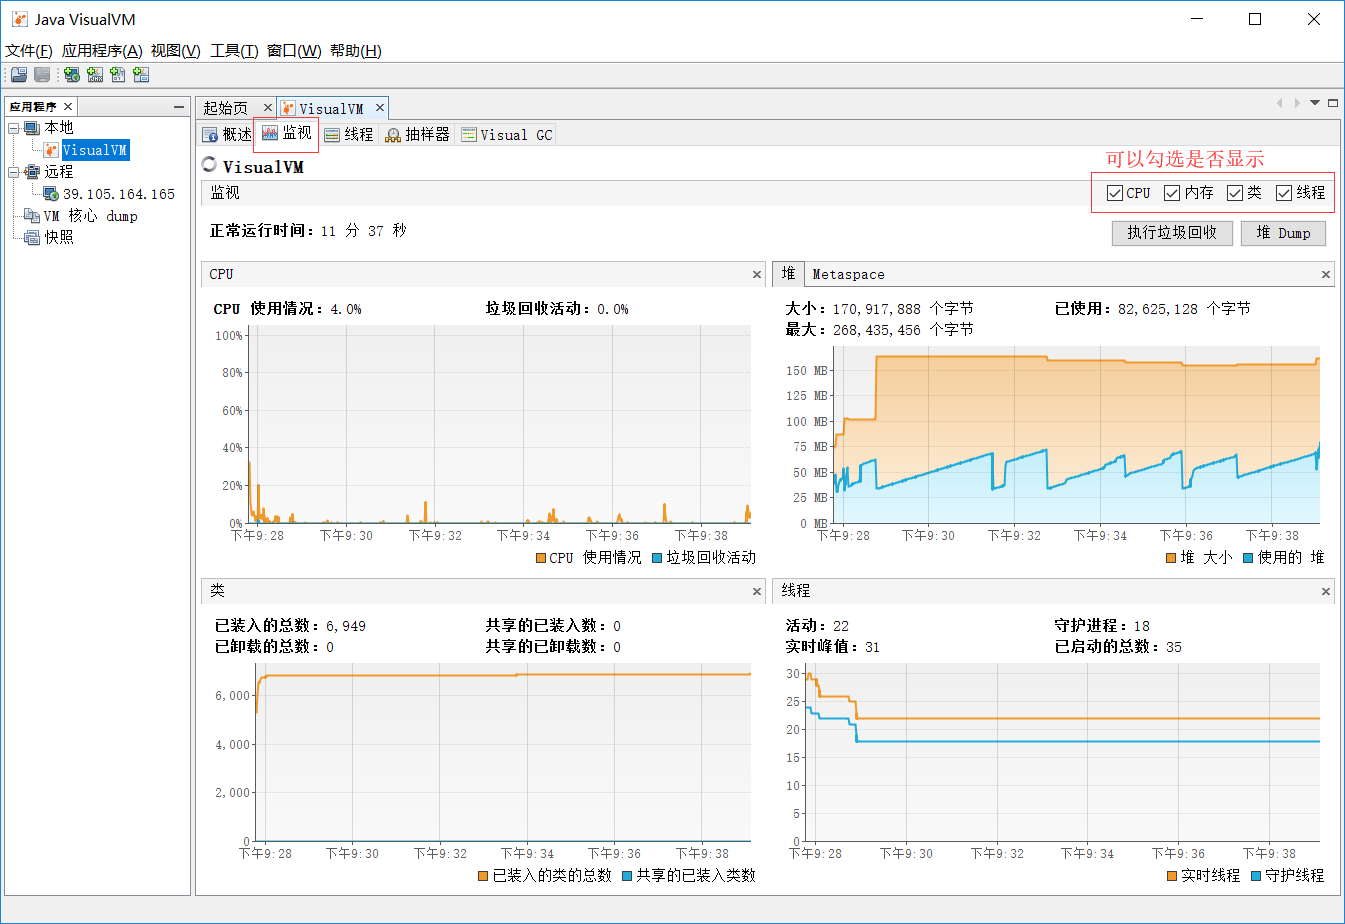 Java VisualVM
文件(F) 应用程序(A) 视图(V) 工具(T) 窗口(W) 帮助(H)
应用程序
本地
VisualVM
远程
39.105.164.165
VM 核心 dump
快照
起始页 VisualVM
概述 监视 线程 抽样器 Visual GC
VisualVM
可以勾选是否显示
监视 CPU 内存 类 线程
正常运行时间: 11 分 37 秒
执行垃圾回收 堆 Dump
CPU
CPU 使用情况: 4.0% 垃圾回收活动: 0.0%
100%
80%
60%
40%
20%
0%
下午9:28 下午9:30 下午9:32 下午9:34 下午9:36 下午9:38
CPU 使用情况 垃圾回收活动
堆 Metaspace
大小: 170,917,888 个字节 已使用: 82,625,128 个字节
最大: 268,435,456 个字节
150 MB
125 MB
100 MB
75 MB
50 MB
25 MB
0 MB
下午9:28 下午9:30 下午9:32 下午9:34 下午9:36 下午9:38
堆 大小 使用的 堆
类
已装入的总数: 6,949 共享的已装入数: 0
已卸载的总数: 0 共享的已卸载数: 0
6,000
4,000
2,000
0
下午9:28 下午9:30 下午9:32 下午9:34 下午9:36 下午9:38
已装入的类的总数 共享的已装入类数
线程
活动: 22 守护进程: 18
实时峰值: 31 已启动的总数: 35
30
25
20
15
10
5
0
下午9:28 下午9:30 下午9:32 下午9:34 下午9:36 下午9:38
实时线程 守护线程